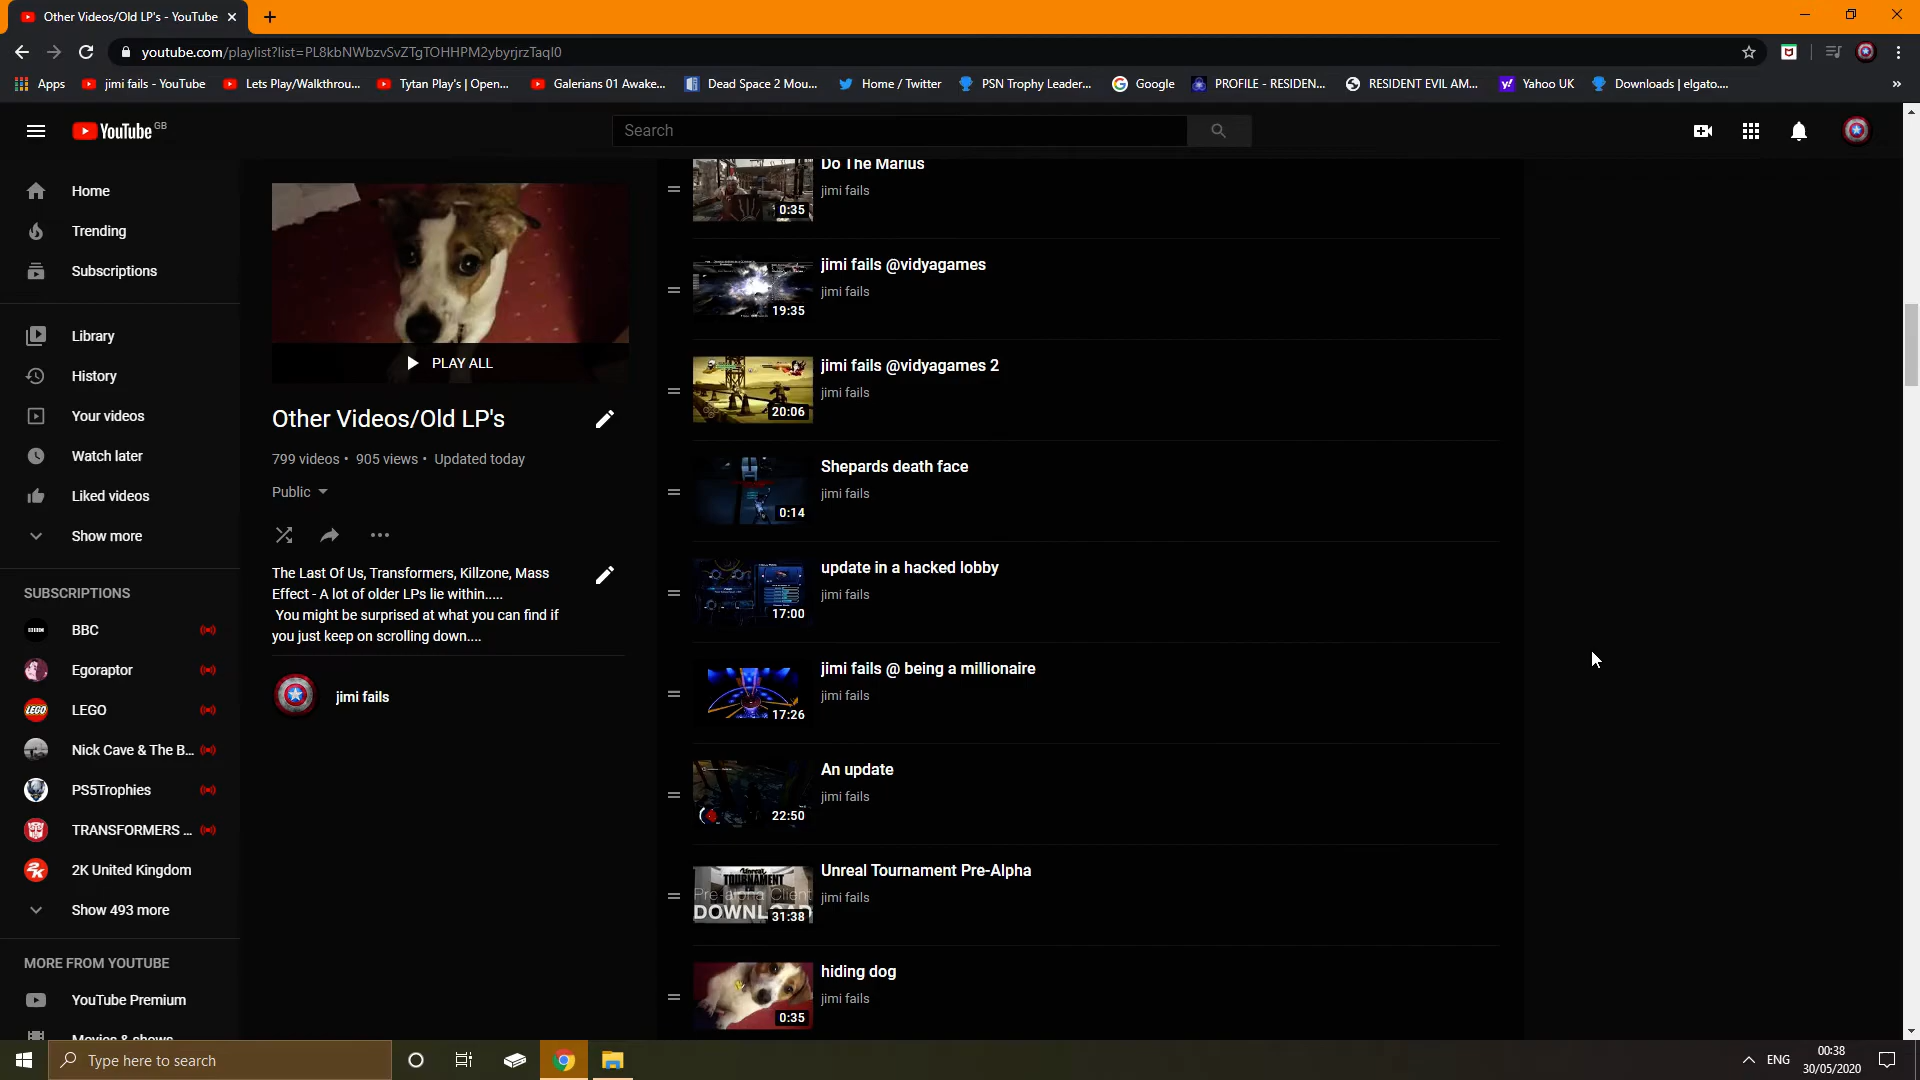 Other Videos/Old LP's - YouTube
youtube.com/playlist?list=PL8kbNWbzvSvZTgTOHHPM2ybyrjrzTaqI0
Apps
jimi fails - YouTube
Lets Play/Walkthrou...
Tytan Play's | Open...
Galerians 01 Awake...
Dead Space 2 Mou...
Home / Twitter
PSN Trophy Leader...
Google
PROFILE - RESIDEN...
RESIDENT EVIL AM...
Yahoo UK
Downloads | elgato....
YouTube GB
Search
Home
Trending
Subscriptions
Library
History
Your videos
Watch later
Liked videos
Show more
SUBSCRIPTIONS
BBC
Egoraptor
LEGO
Nick Cave & The B...
PS5Trophies
TRANSFORMERS ...
2K United Kingdom
Show 493 more
MORE FROM YOUTUBE
YouTube Premium
Movies & shows
PLAY ALL
Other Videos/Old LP's
799 videos • 905 views • Updated today
Public
The Last Of Us, Transformers, Killzone, Mass
Effect - A lot of older LPs lie within.....
You might be surprised at what you can find if
you just keep on scrolling down....
jimi fails
Do The Marius
jimi fails
0:35
jimi fails @vidyagames
jimi fails
19:35
jimi fails @vidyagames 2
jimi fails
20:06
Shepards death face
jimi fails
0:14
update in a hacked lobby
jimi fails
17:00
jimi fails @ being a millionaire
jimi fails
17:26
An update
jimi fails
22:50
Unreal Tournament Pre-Alpha
jimi fails
TOURNAMENT
Pre-alpha Client
31:38
hiding dog
jimi fails
0:35
Type here to search
ENG
00:38
30/05/2020